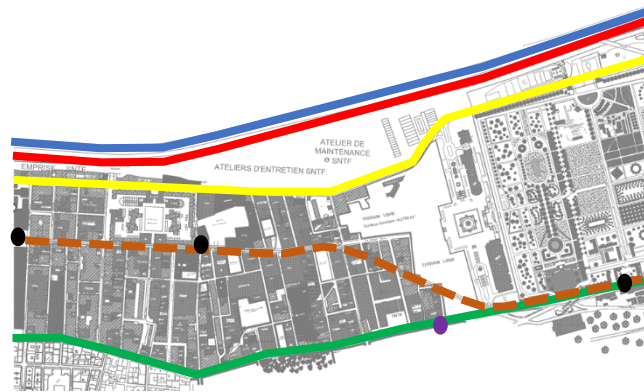 EMPRISE SNTF
ATELIERS D'ENTRETIEN SNTF.
ATELIER DE
MAINTENANCE
SNTF
TERRAIN LIBRE
TERRAIN LIBRE